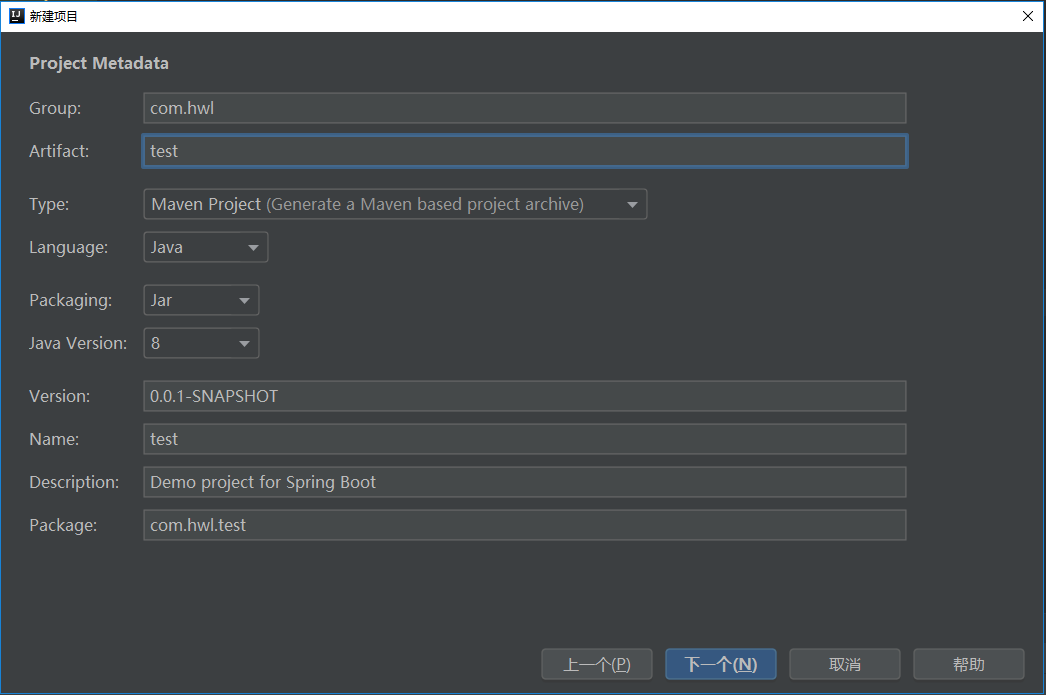 新建项目
Project Metadata
Group: com.hwl
Artifact: test
Type: Maven Project (Generate a Maven based project archive)
Language: Java
Packaging: Jar
Java Version: 8
Version: 0.0.1-SNAPSHOT
Name: test
Description: Demo project for Spring Boot
Package: com.hwl.test
上一个(P) 下一个(N) 取消 帮助